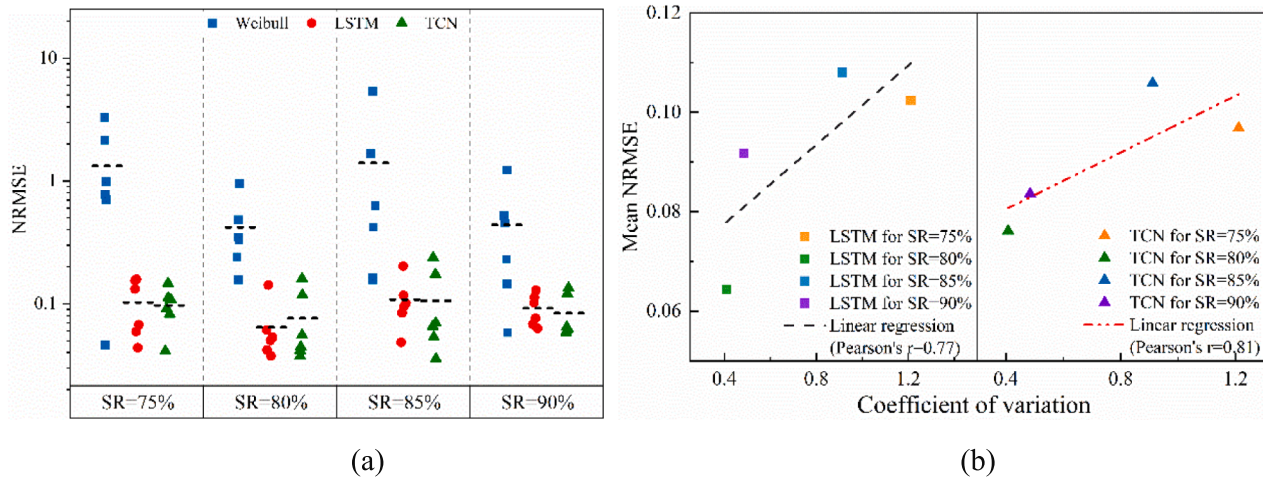 Weibull LSTM TCN
10
1
0.1
NRMSE
SR=75% SR=80% SR=85% SR=90%
(a)
0.12
0.10
0.08
0.06
Mean NRMSE
LSTM for SR=75%
LSTM for SR=80%
LSTM for SR=85%
LSTM for SR=90%
Linear regression
(Pearson's r=0.77)
TCN for SR=75%
TCN for SR=80%
TCN for SR=85%
TCN for SR=90%
Linear regression
(Pearson's r=0.81)
0.4 0.8 1.2 0.4 0.8 1.2
Coefficient of variation
(b)